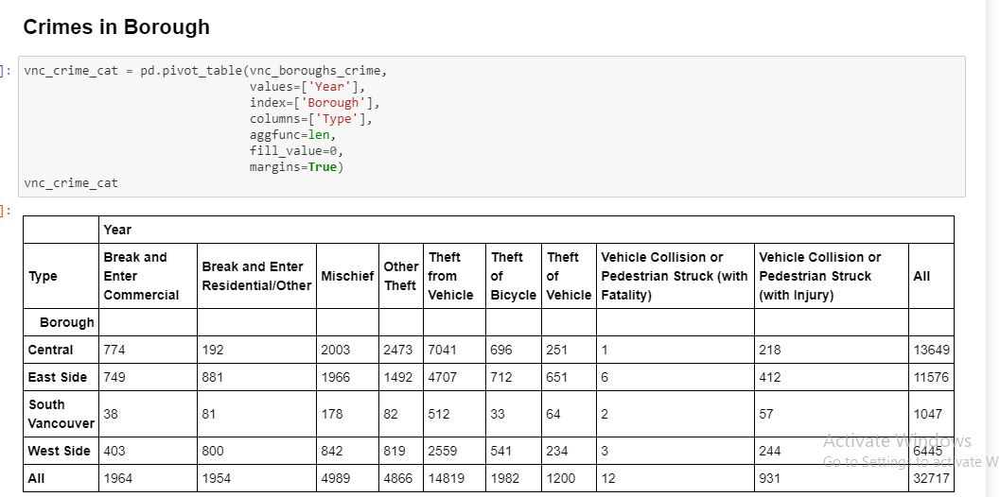 Crimes in Borough
]: vnc_crime_cat = pd.pivot_table(vnc_boroughs_crime,
values=['Year'],
index=['Borough'],
columns=['Type'],
aggfunc=len,
fill_value=0,
margins=True)
vnc_crime_cat
]:
Year
Type Break and Enter Commercial Break and Enter Residential/Other Mischief Other Theft Theft from Vehicle Theft of Bicycle Theft of Vehicle Vehicle Collision or Pedestrian Struck (with Fatality) Vehicle Collision or Pedestrian Struck (with Injury) All
Borough
Central 774 192 2003 2473 7041 696 251 1 218 13649
East Side 749 881 1966 1492 4707 712 651 6 412 11576
South Vancouver 38 81 178 82 512 33 64 2 57 1047
West Side 403 800 842 819 2559 541 234 3 244 6445
All 1964 1954 4989 4866 14819 1982 1200 12 931 32717
Activate Windows
Go to Settings to activate W